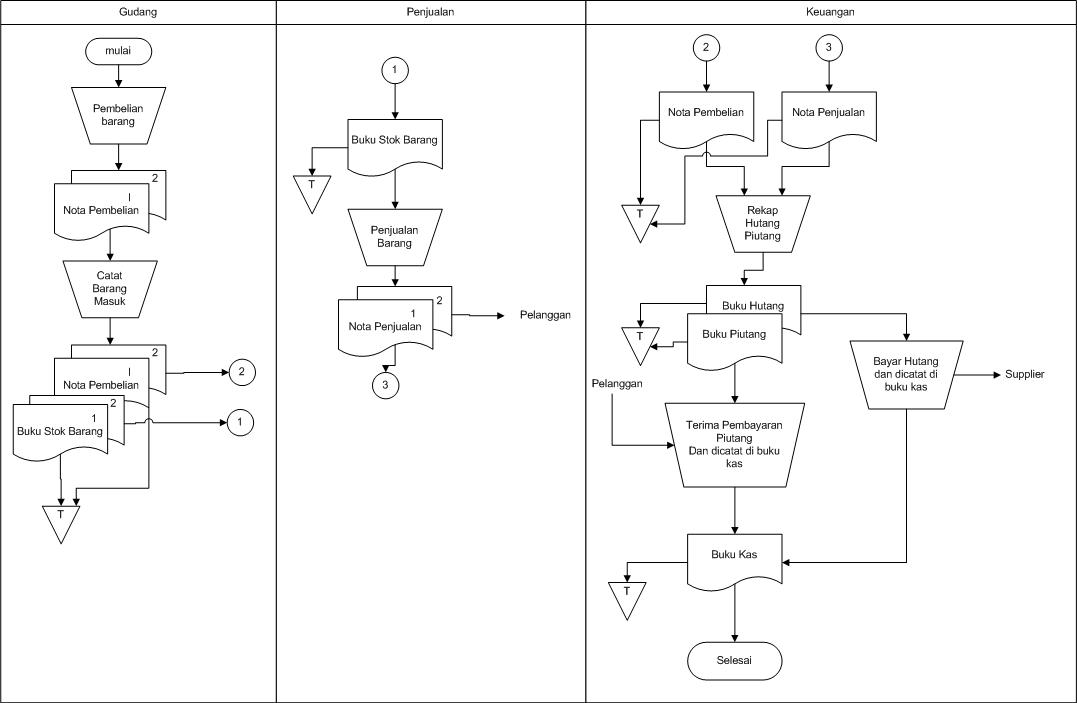 Gudang
Penjualan
Keuangan
mulai
Pembelian
barang
2
I
Nota Pembelian
Catat
Barang
Masuk
2
I
Nota Pembelian
2
1
Buku Stok Barang
2
1
T
1
Buku Stok Barang
T
Penjualan
Barang
2
1
Nota Penjualan
Pelanggan
3
2
3
Nota Pembelian
Nota Penjualan
T
Rekap
Hutang
Piutang
Buku Hutang
Buku Piutang
T
Bayar Hutang
dan dicatat di
buku kas
Supplier
Pelanggan
Terima Pembayaran
Piutang
Dan dicatat di buku
kas
Buku Kas
T
Selesai